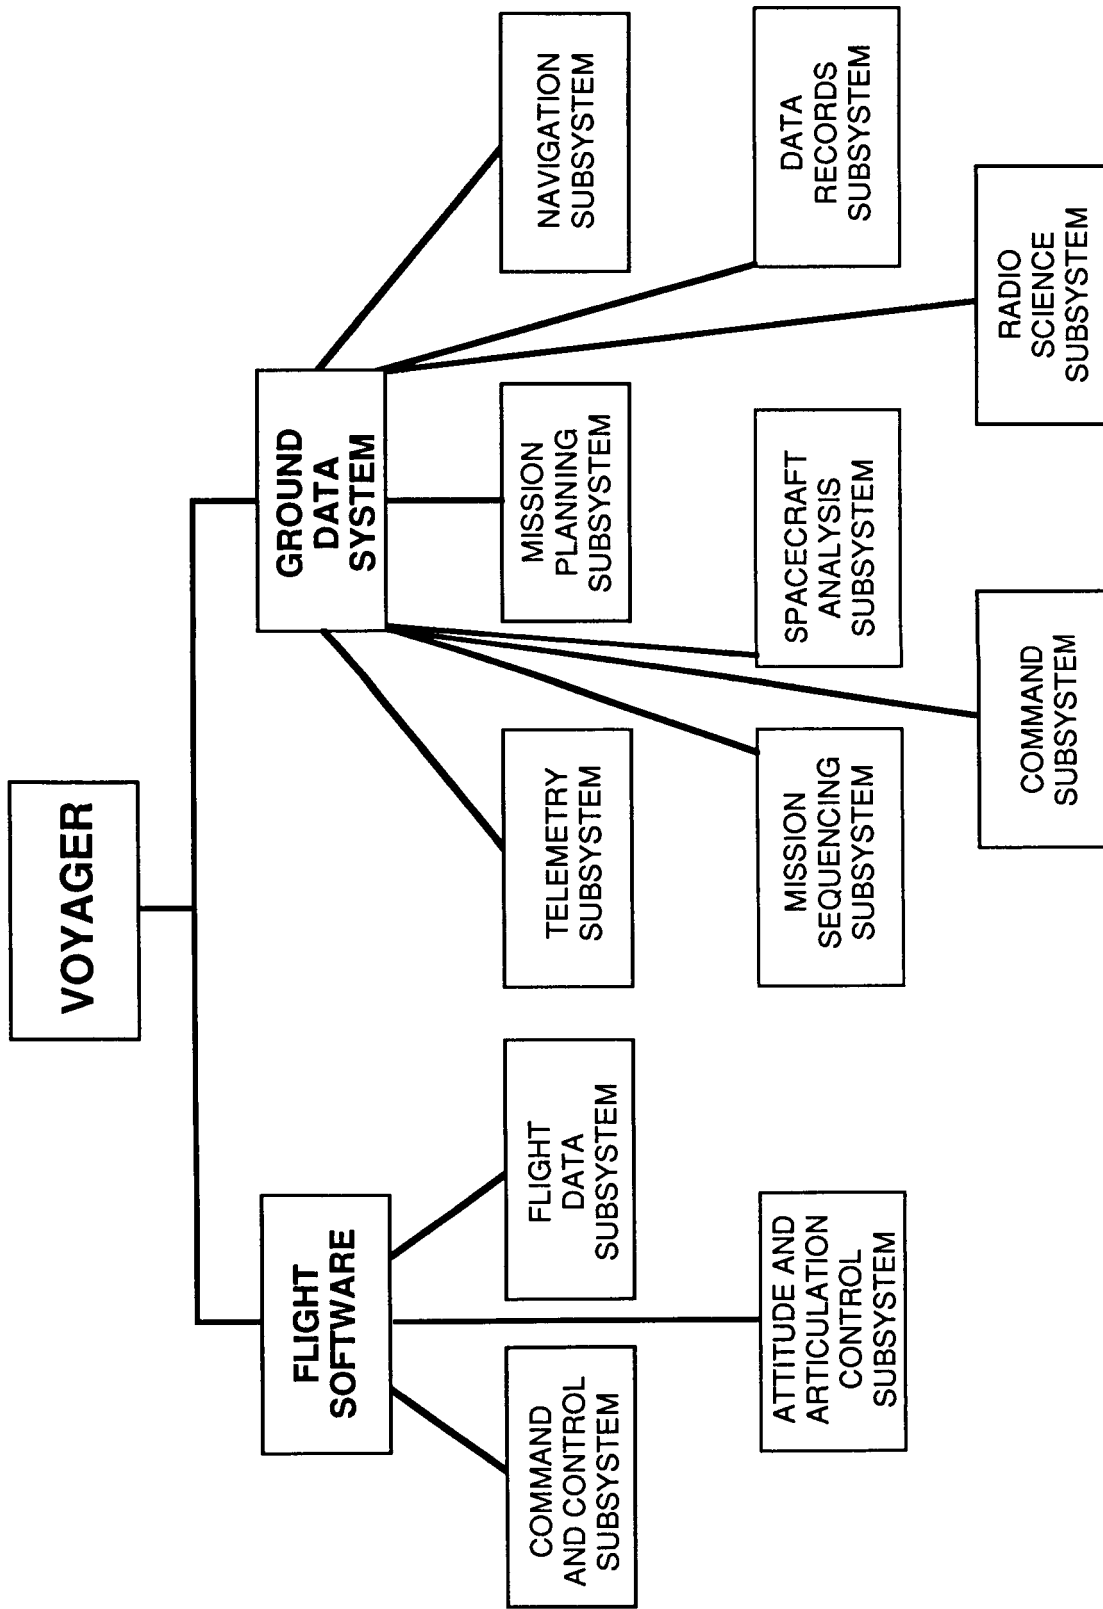 VOYAGER
FLIGHT
SOFTWARE
GROUND
DATA
SYSTEM
COMMAND
AND CONTROL
SUBSYSTEM
FLIGHT
DATA
SUBSYSTEM
TELEMETRY
SUBSYSTEM
MISSION
PLANNING
SUBSYSTEM
NAVIGATION
SUBSYSTEM
ATTITUDE AND
ARTICULATION
CONTROL
SUBSYSTEM
MISSION
SEQUENCING
SUBSYSTEM
SPACECRAFT
ANALYSIS
SUBSYSTEM
DATA
RECORDS
SUBSYSTEM
COMMAND
SUBSYSTEM
RADIO
SCIENCE
SUBSYSTEM